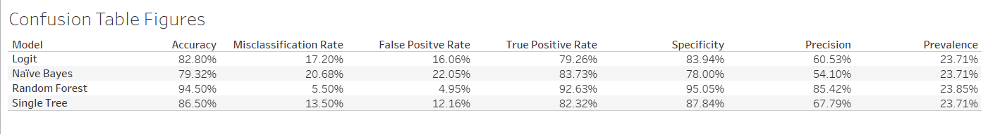 Confusion Table Figures
Model Accuracy Misclassification Rate False Positve Rate True Positive Rate Specificity Precision Prevalence
Logit 82.80% 17.20% 16.06% 79.26% 83.94% 60.53% 23.71%
Naïve Bayes 79.32% 20.68% 22.05% 83.73% 78.00% 54.10% 23.71%
Random Forest 94.50% 5.50% 4.95% 92.63% 95.05% 85.42% 23.85%
Single Tree 86.50% 13.50% 12.16% 82.32% 87.84% 67.79% 23.71%